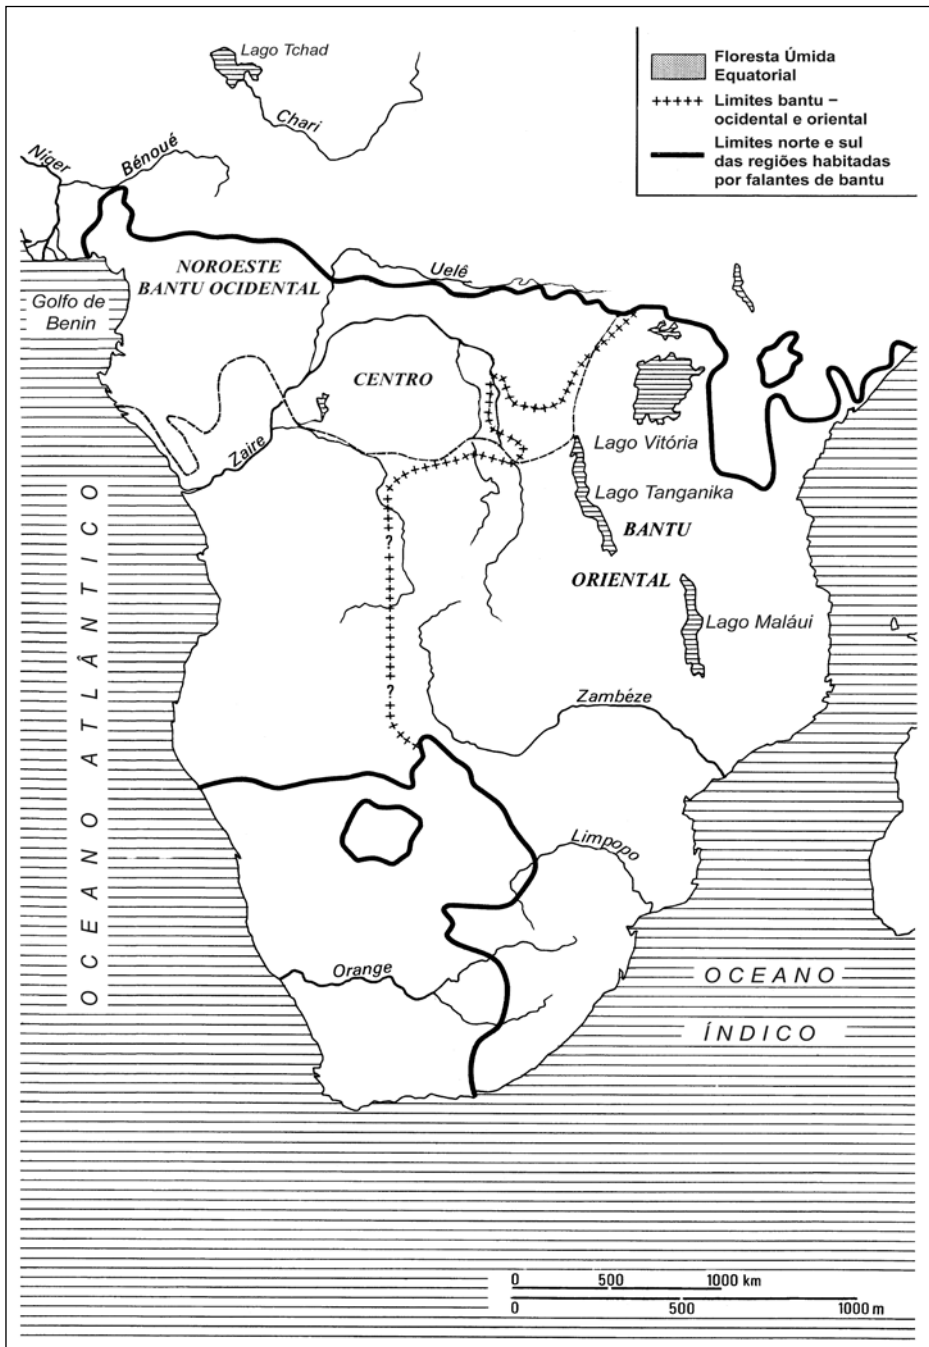 Lago Tchad
Chari
Níger
Bénoué
Floresta Úmida
Equatorial
+++++ Limites bantu –
ocidental e oriental
Limites norte e sul
das regiões habitadas
por falantes de bantu
NOROESTE
BANTU OCIDENTAL
Uelê
Golfo de
Benin
CENTRO
Zaire
Lago Vitória
Lago Tanganika
BANTU
ORIENTAL
Lago Maláui
?
?
Zambéze
OCEANO ATLÂNTICO
Limpopo
Orange
OCEANO
ÍNDICO
0 500 1000 km
0 500 1000 m